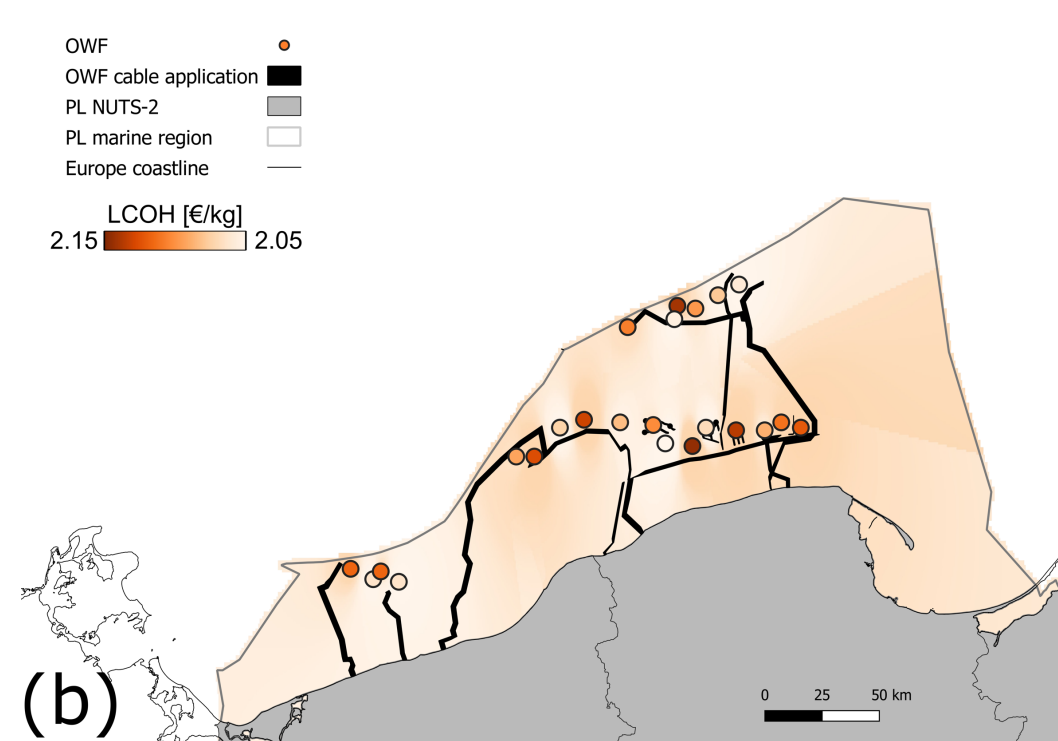 OWF
OWF cable application
PL NUTS-2
PL marine region
Europe coastline
LCOH [€/kg]
2.15 2.05
(b)
0 25 50 km